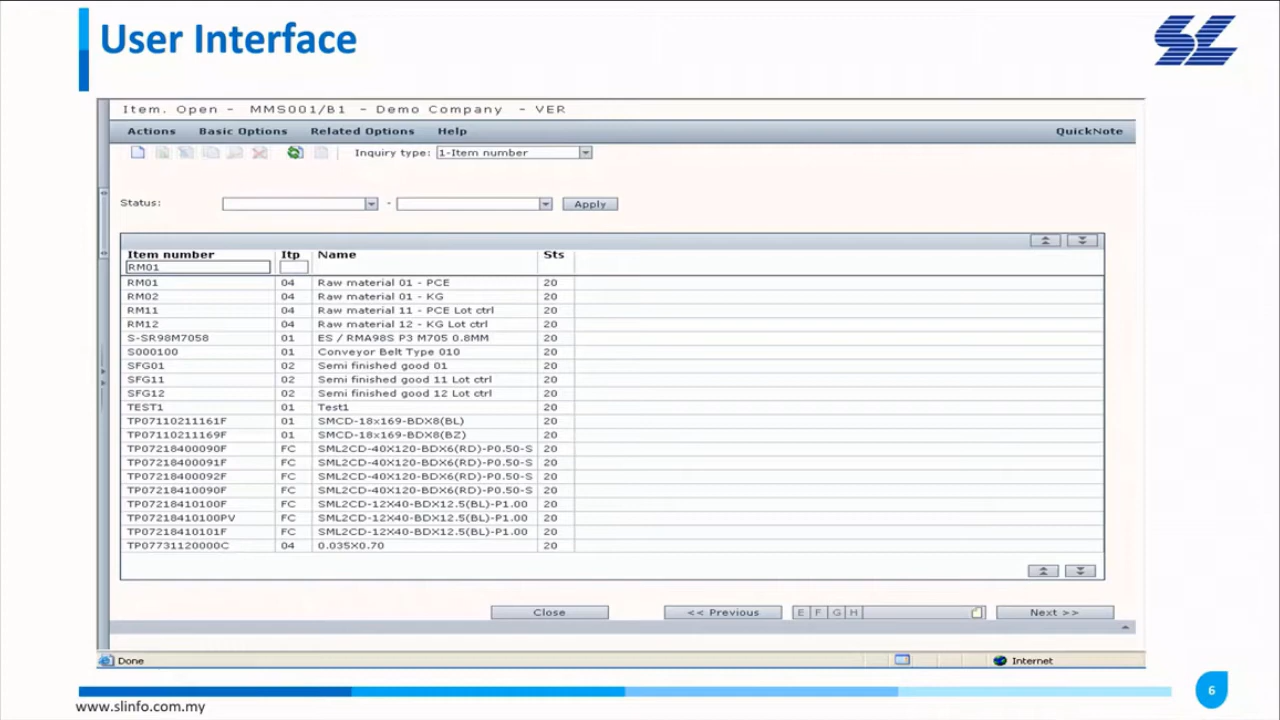 User Interface
SL
Item. Open - MMS001/B1 - Demo Company - VER
Actions Basic Options Related Options Help QuickNote
Inquiry type: 1-Item number
Status: - Apply
Item number Itp Name Sts
RM01
RM01 04 Raw material 01 - PCE 20
RM02 04 Raw material 01 - KG 20
RM11 04 Raw material 11 - PCE Lot ctrl 20
RM12 04 Raw material 12 - KG Lot ctrl 20
S-SR98M7058 01 ES / RMA98S P3 M705 0.8MM 20
S000100 01 Conveyor Belt Type 010 20
SFG01 02 Semi finished good 01 20
SFG11 02 Semi finished good 11 Lot ctrl 20
SFG12 02 Semi finished good 12 Lot ctrl 20
TEST1 01 Test1 20
TP07110211161F 01 SMCD-18x169-BDX8(BL) 20
TP07110211169F 01 SMCD-18x169-BDX8(BZ) 20
TP07218400090F FC SML2CD-40X120-BDX6(RD)-P0.50-S 20
TP07218400091F FC SML2CD-40X120-BDX6(RD)-P0.50-S 20
TP07218400092F FC SML2CD-40X120-BDX6(RD)-P0.50-S 20
TP07218410090F FC SML2CD-40X120-BDX6(RD)-P0.50-S 20
TP07218410100F FC SML2CD-12X40-BDX12.5(BL)-P1.00 20
TP07218410100PV FC SML2CD-12X40-BDX12.5(BL)-P1.00 20
TP07218410101F FC SML2CD-12X40-BDX12.5(BL)-P1.00 20
TP07731120000C 04 0.035X0.70 20
Close << Previous E F G H Next >>
Done Internet
6
www.slinfo.com.my